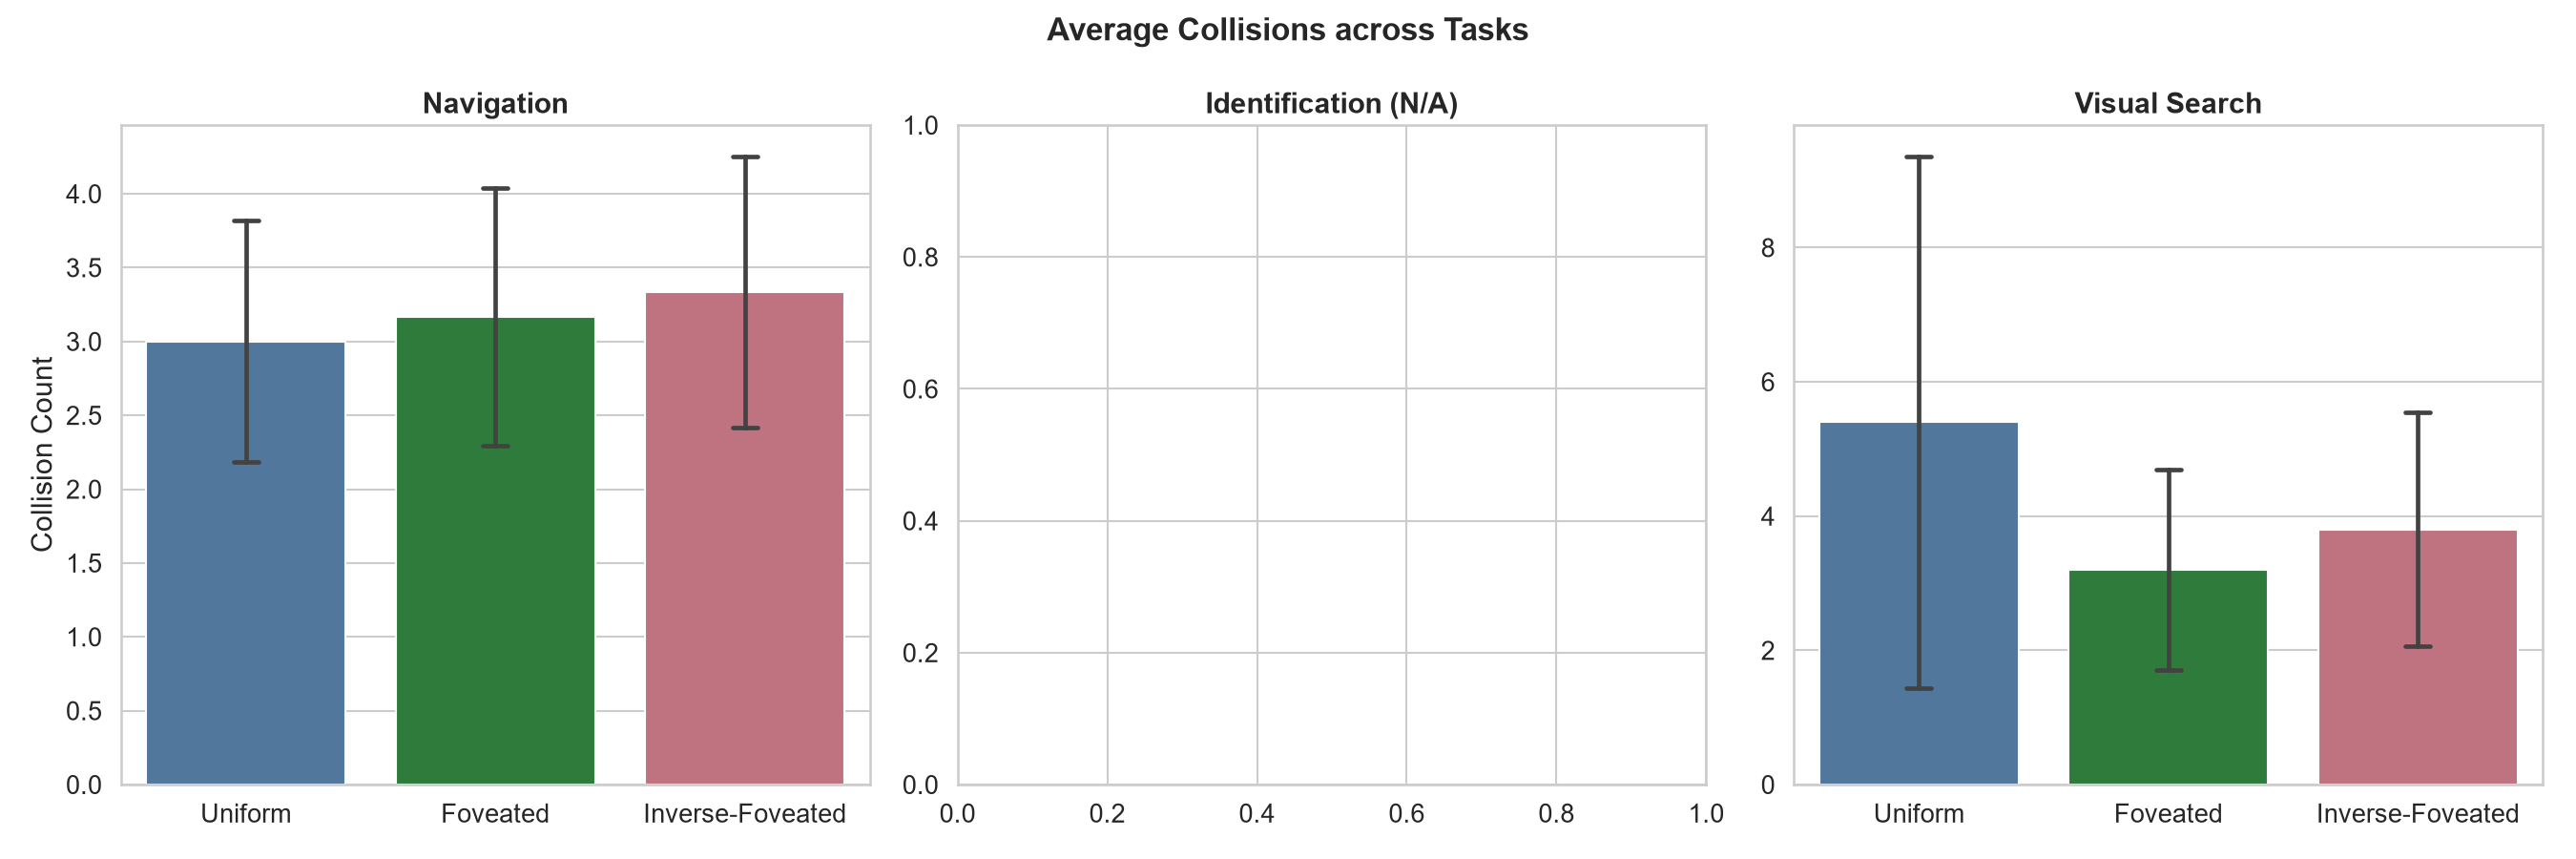 Average Collisions across Tasks
Navigation
Collision Count
4.0
3.5
3.0
2.5
2.0
1.5
1.0
0.5
0.0
Uniform Foveated Inverse-Foveated
Identification (N/A)
1.0
0.8
0.6
0.4
0.2
0.0
0.0 0.2 0.4 0.6 0.8 1.0
Visual Search
8
6
4
2
0
Uniform Foveated Inverse-Foveated